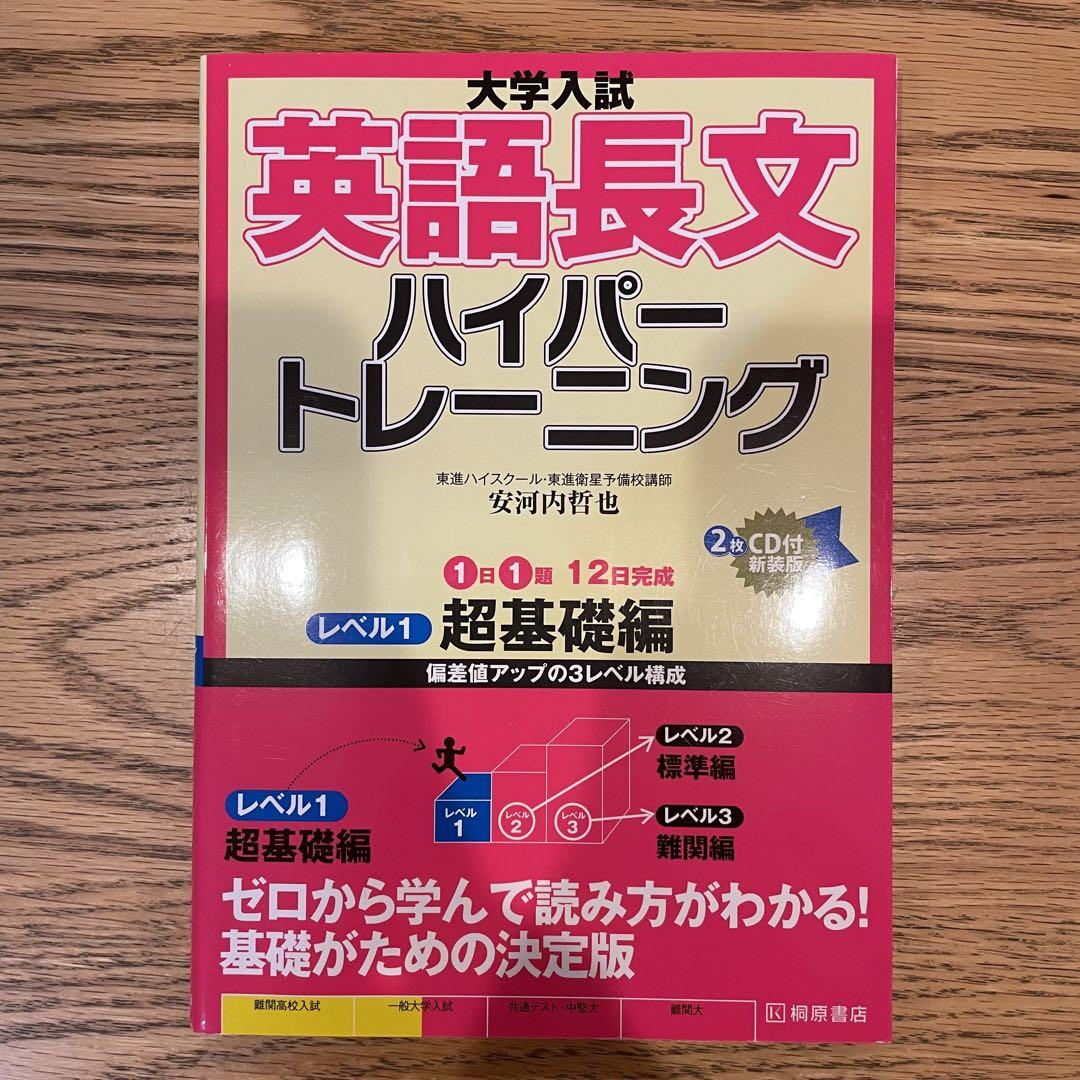 大学入試
英語長文
ハイパー
トレーニング
東進ハイスクール・東進衛星予備校講師
安河内哲也
2枚 CD付
新装版
1日1題 12日完成
レベル1 超基礎編
偏差値アップの3レベル構成
レベル2
標準編
レベル1
超基礎編
レベル
1
レベル
2
レベル
3
レベル3
難関編
ゼロから学んで読み方がわかる!
基礎がための決定版
難関高校入試 一般大学入試 共通テスト・中堅大 難関大
K 桐原書店